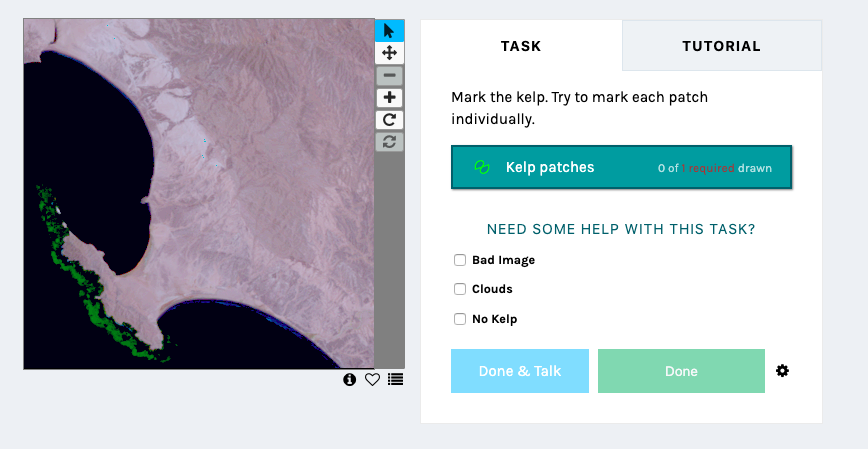 TASK
TUTORIAL
Mark the kelp. Try to mark each patch
individually.
Kelp patches
0 of 1 required drawn
NEED SOME HELP WITH THIS TASK?
Bad Image
Clouds
No Kelp
Done & Talk
Done